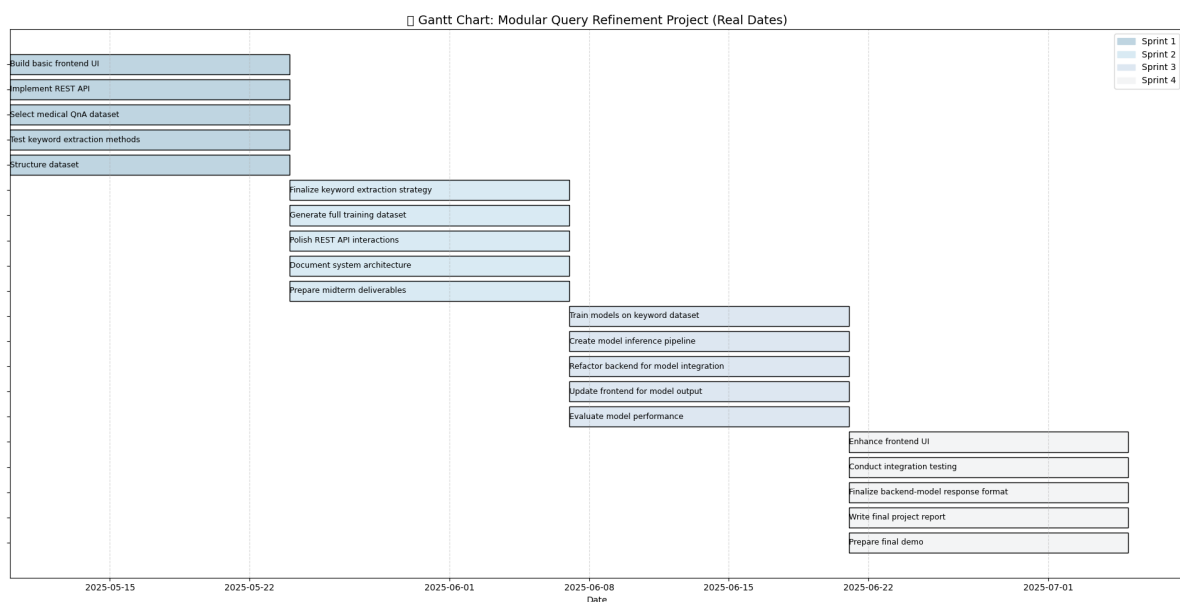 Gantt Chart: Modular Query Refinement Project (Real Dates)
Sprint 1
Sprint 2
Sprint 3
Sprint 4
Build basic frontend UI
Implement REST API
Select medical QnA dataset
Test keyword extraction methods
Structure dataset
Finalize keyword extraction strategy
Generate full training dataset
Polish REST API interactions
Document system architecture
Prepare midterm deliverables
Train models on keyword dataset
Create model inference pipeline
Refactor backend for model integration
Update frontend for model output
Evaluate model performance
Enhance frontend UI
Conduct integration testing
Finalize backend-model response format
Write final project report
Prepare final demo
2025-05-15 2025-05-22 2025-06-01 2025-06-08 2025-06-15 2025-06-22 2025-07-01
Date